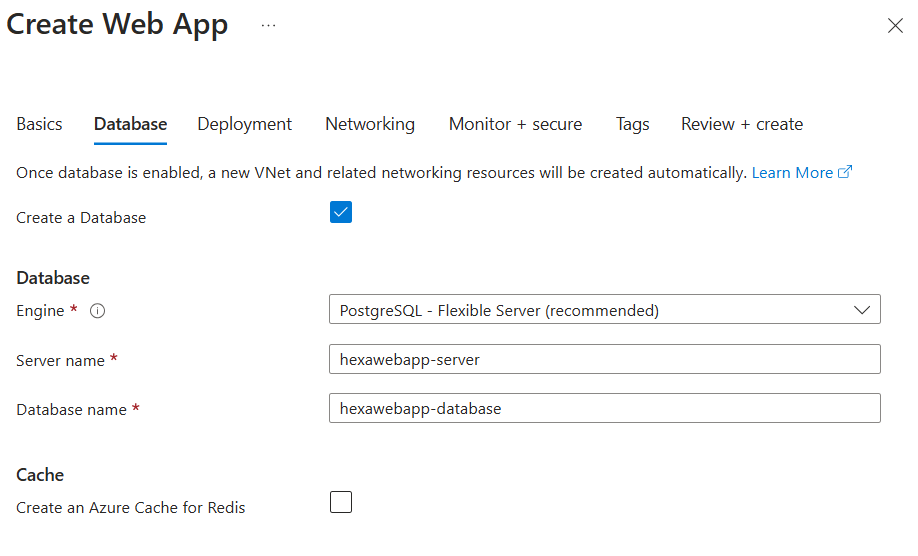 Create Web App ...
Basics Database Deployment Networking Monitor + secure Tags Review + create
Once database is enabled, a new VNet and related networking resources will be created automatically. Learn More
Create a Database
Database
Engine * PostgreSQL - Flexible Server (recommended)
Server name * hexawebapp-server
Database name * hexawebapp-database
Cache
Create an Azure Cache for Redis